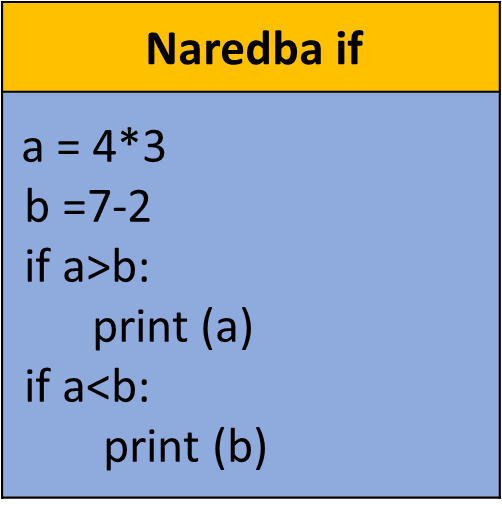 Naredba if
a = 4*3
b =7-2
if a>b:
print (a)
if a<b:
print (b)